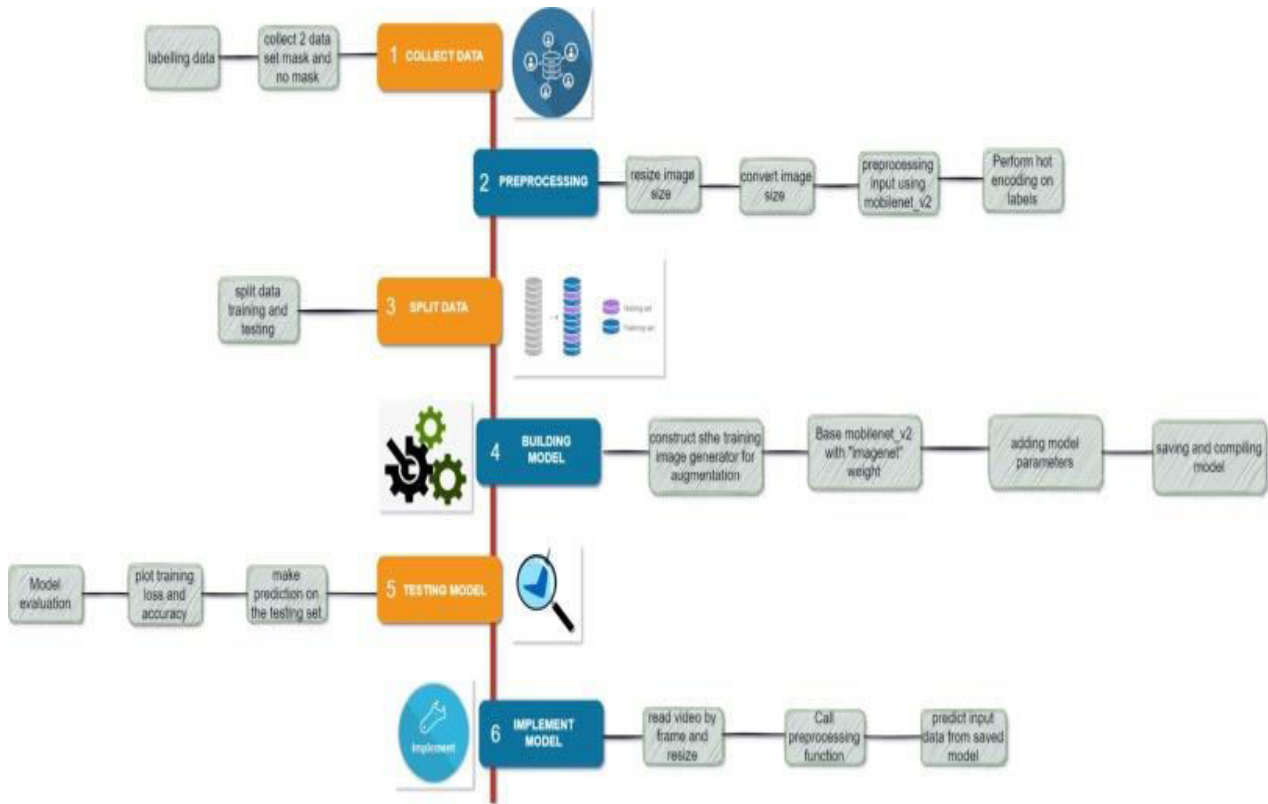 labelling data
collect 2 data
set mask and
no mask
1 COLLECT DATA
2 PREPROCESSING
resize image
size
convert image
size
preprocessing
input using
mobilenet_v2
Perform hot
encoding on
labels
split data
training and
testing
3 SPLIT DATA
Testing set
Training set
4 BUILDING
MODEL
construct sthe training
image generator for
augmentation
Base mobilenet_v2
with "imagenet"
weight
adding model
parameters
saving and compiling
model
Model
evaluation
plot training
loss and
accuracy
make
prediction on
the testing set
5 TESTING MODEL
Implement
6 IMPLEMENT
MODEL
read video by
frame and
resize
Call
preprocessing
function
predict input
data from saved
model